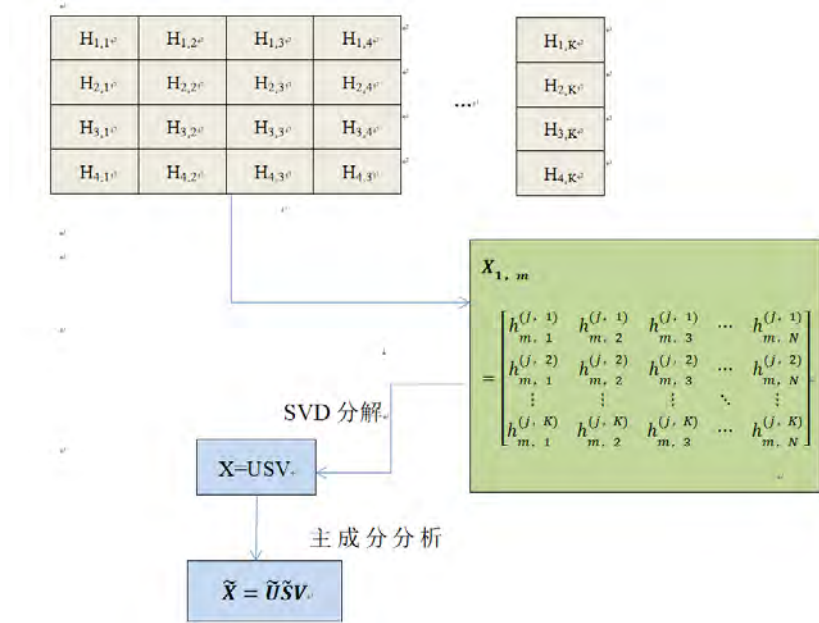 H1,1 H1,2 H1,3 H1,4 H1,K
H2,1 H2,2 H2,3 H2,4 ... H2,K
H3,1 H3,2 H3,3 H3,4 H3,K
H4,1 H4,2 H4,3 H4,3 H4,K
X1, m
= [ h(j, 1)m, 1 h(j, 1)m, 2 h(j, 1)m, 3 ⋯ h(j, 1)m, N
h(j, 2)m, 1 h(j, 2)m, 2 h(j, 2)m, 3 ⋯ h(j, 2)m, N
⋮ ⋮ ⋮ ⋱ ⋮
h(j, K)m, 1 h(j, K)m, 2 h(j, K)m, 3 ⋯ h(j, K)m, N ]
SVD 分解
X=USV
主成分分析
X̃ = ŨS̃V